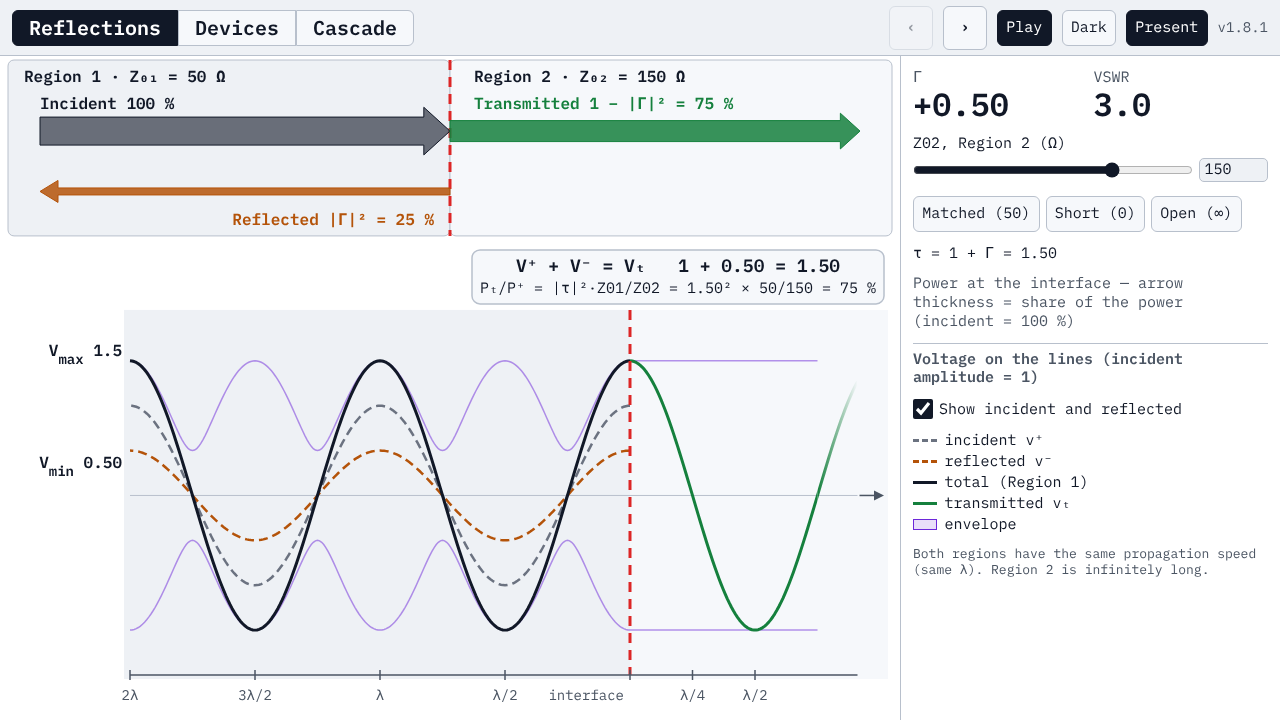 Reflections Devices Cascade ‹ › Play Dark Present v1.8.1
Region 1 · Z₀₁ = 50 Ω
Incident 100 %
Region 2 · Z₀₂ = 150 Ω
Transmitted 1 − |Γ|² = 75 %
Reflected |Γ|² = 25 %
V⁺ + V⁻ = Vₜ 1 + 0.50 = 1.50
Pₜ/P⁺ = |τ|²·Z01/Z02 = 1.50² × 50/150 = 75 %
Vmax 1.5
Vmin 0.50
2λ 3λ/2 λ λ/2 interface λ/4 λ/2
Γ VSWR
+0.50 3.0
Z02, Region 2 (Ω)
150
Matched (50) Short (0) Open (∞)
τ = 1 + Γ = 1.50
Power at the interface — arrow
thickness = share of the power
(incident = 100 %)
Voltage on the lines (incident
amplitude = 1)
Show incident and reflected
incident v⁺
reflected v⁻
total (Region 1)
transmitted vₜ
envelope
Both regions have the same propagation speed
(same λ). Region 2 is infinitely long.